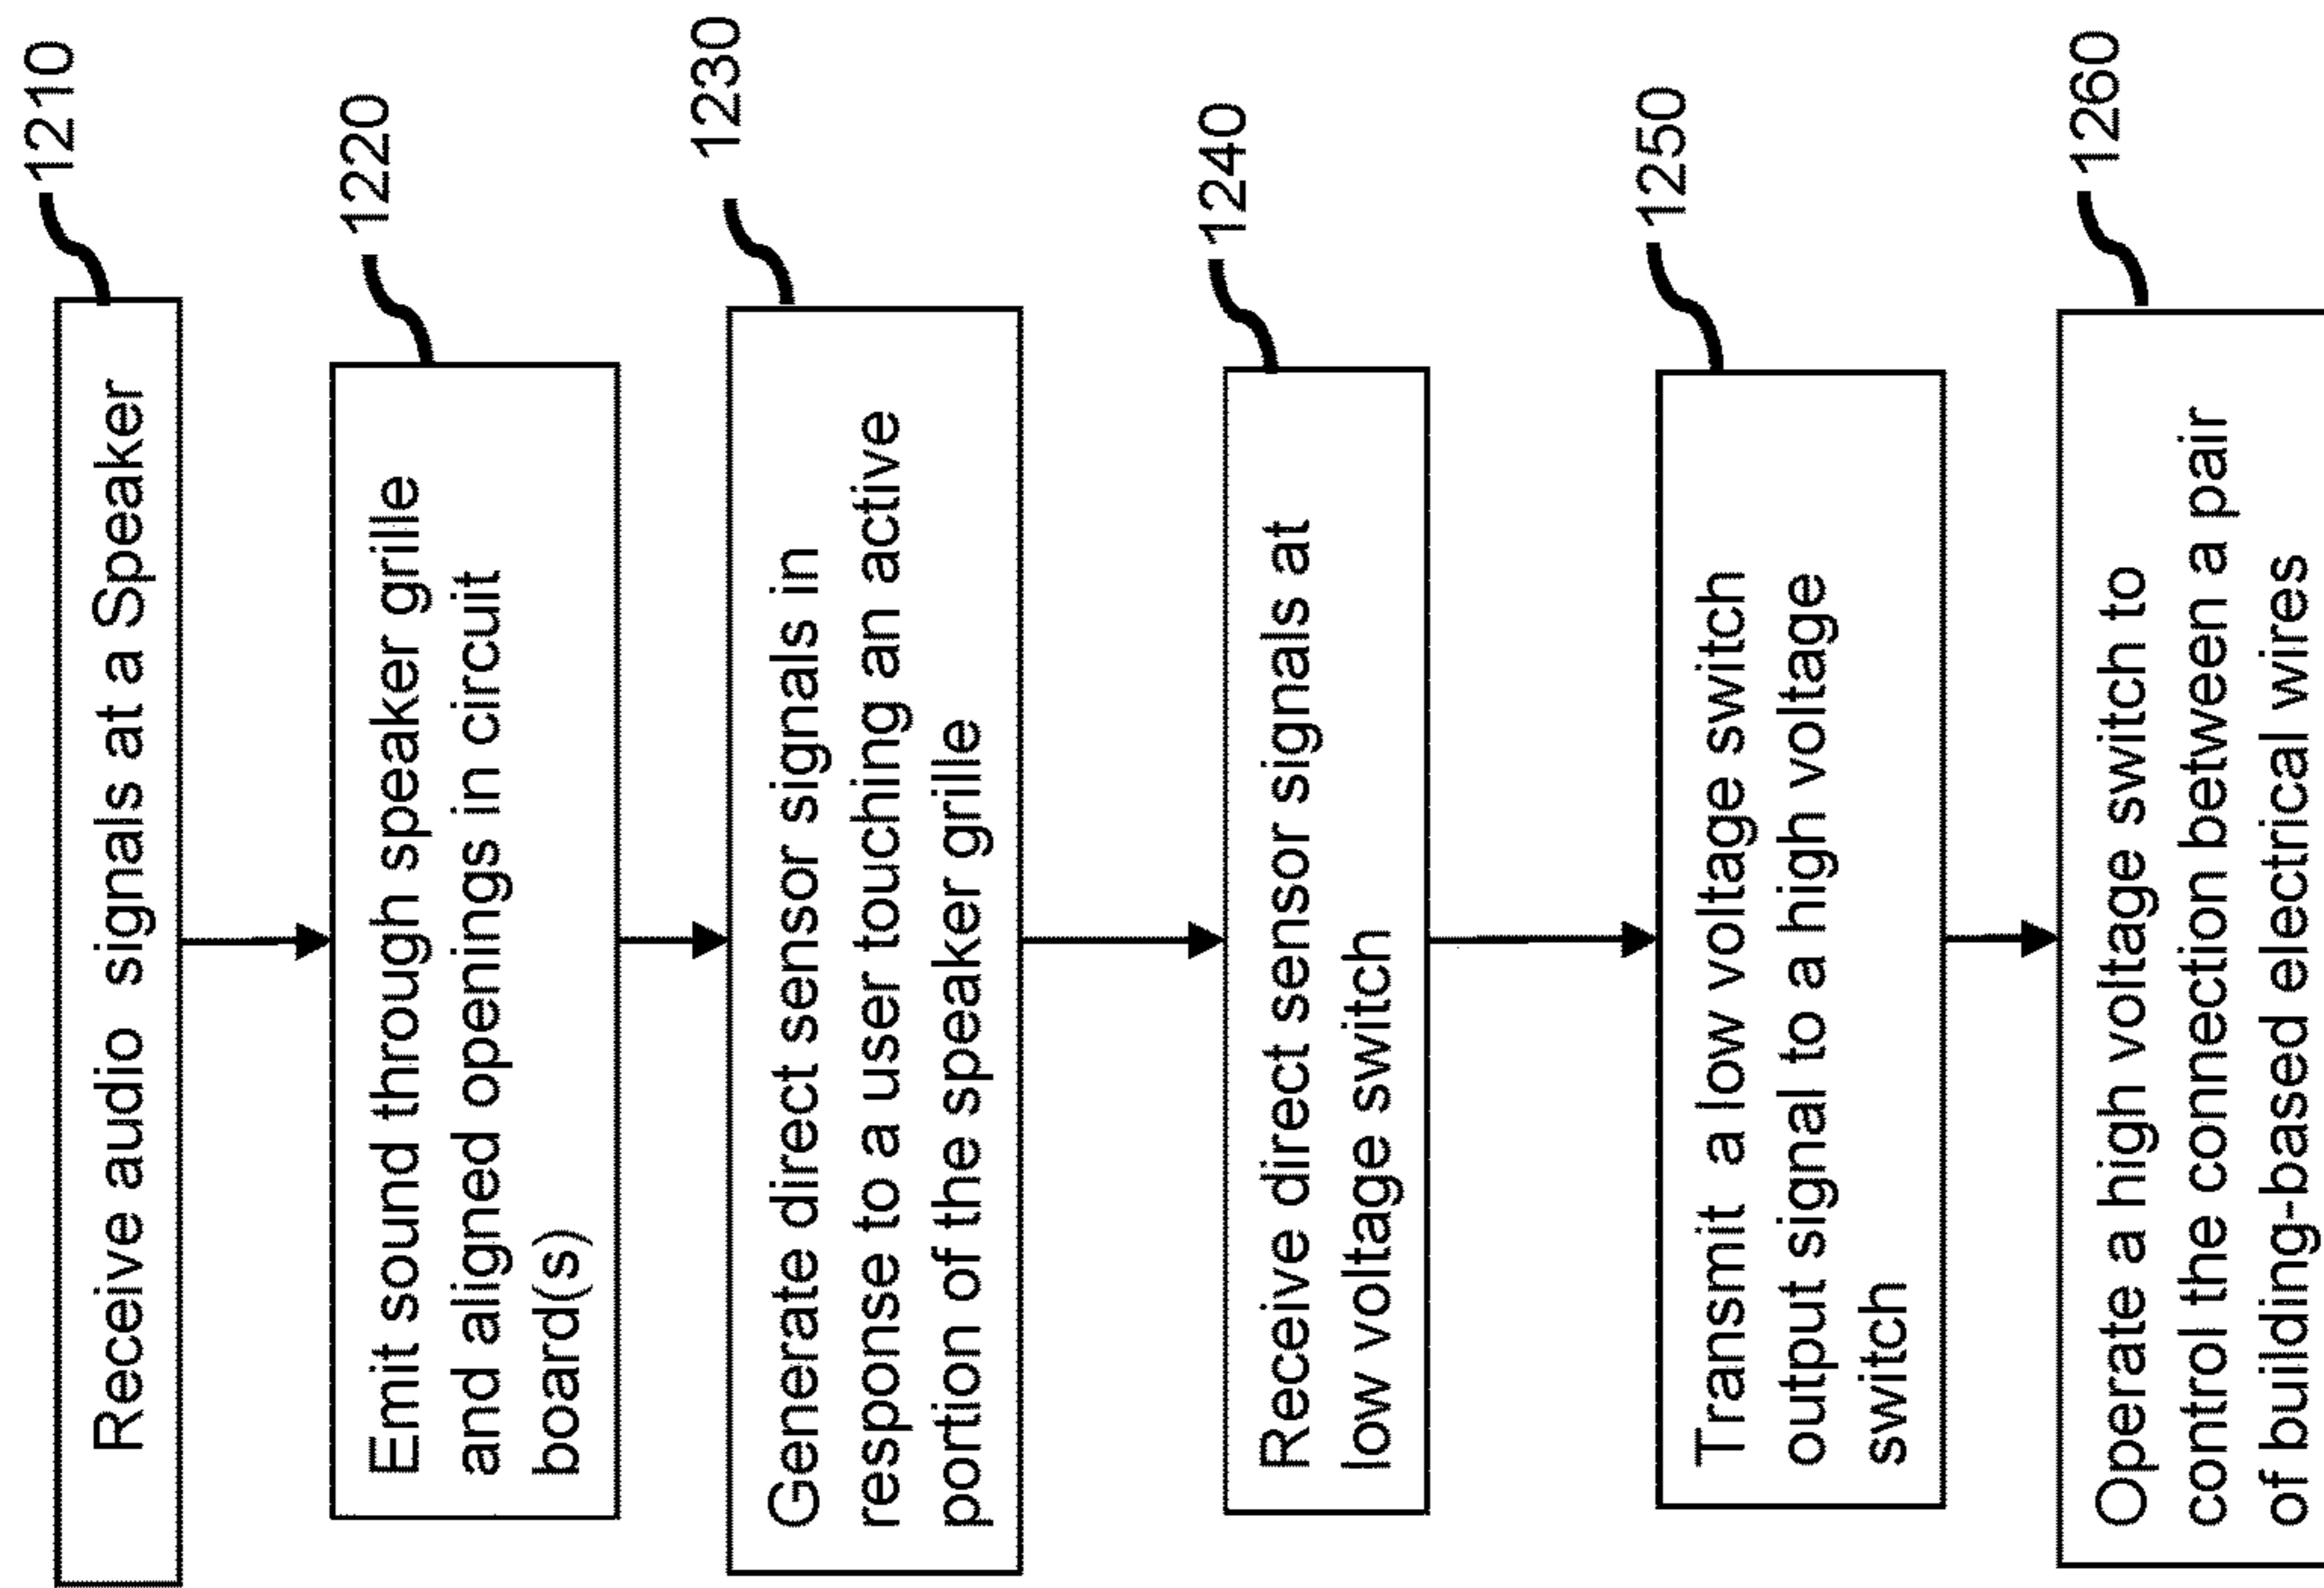 1210
Receive audio signals at a Speaker
1220
Emit sound through speaker grille
and aligned openings in circuit
board(s)
1230
Generate direct sensor signals in
response to a user touching an active
portion of the speaker grille
1240
Receive direct sensor signals at
low voltage switch
1250
Transmit a low voltage switch
output signal to a high voltage
switch
1260
Operate a high voltage switch to
control the connection between a pair
of building-based electrical wires